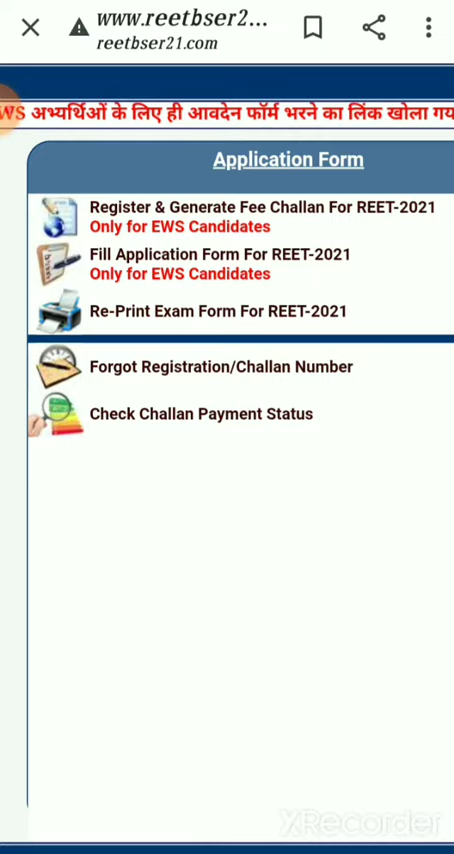 www.reetbser2...
reetbser21.com
अभ्यर्थिओं के लिए ही आवदेन फॉर्म भरने का लिंक खोला
Application Form
Register & Generate Fee Challan For REET-2021
Only for EWS Candidates
Fill Application Form For REET-2021
Only for EWS Candidates
Re-Print Exam Form For REET-2021
Forgot Registration/Challan Number
Check Challan Payment Status
XRecorder